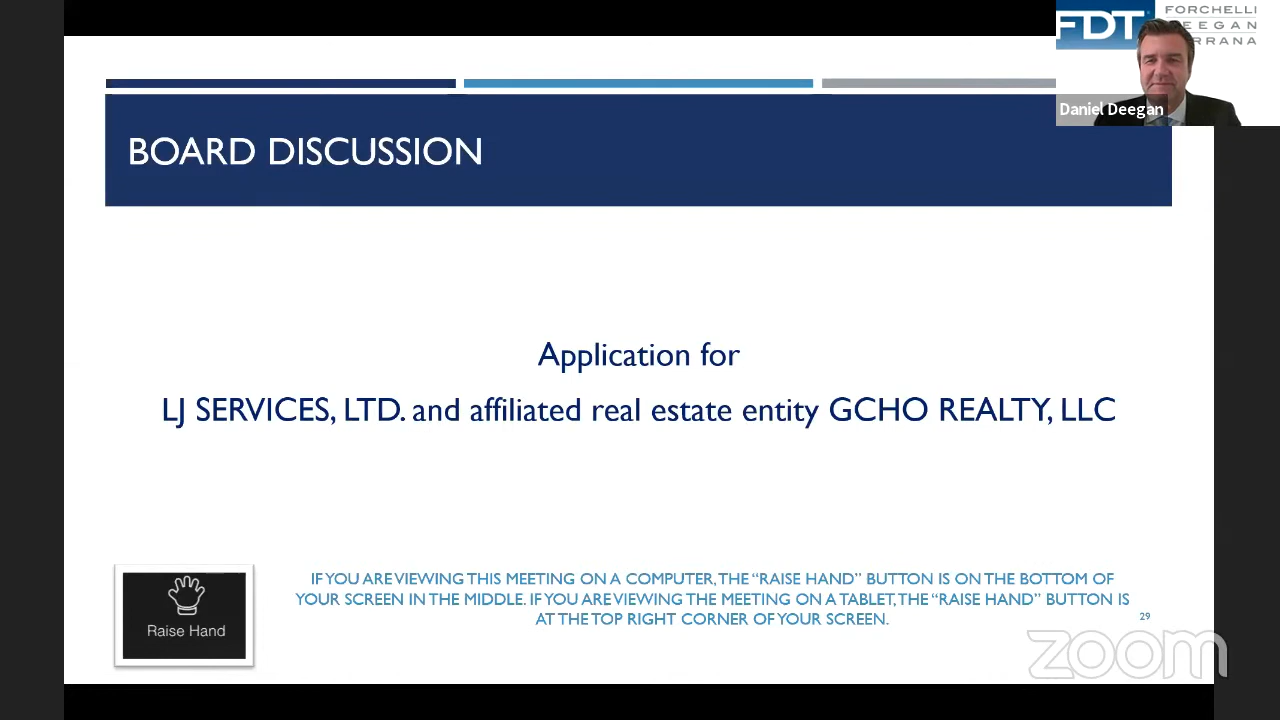 FDT
FORCHELLI
EEGAN
RRANA
Daniel Deegan
BOARD DISCUSSION
Application for
LJ SERVICES, LTD. and affiliated real estate entity GCHO REALTY, LLC
Raise Hand
IF YOU ARE VIEWING THIS MEETING ON A COMPUTER, THE “RAISE HAND” BUTTON IS ON THE BOTTOM OF
YOUR SCREEN IN THE MIDDLE. IF YOU ARE VIEWING THE MEETING ON A TABLET, THE “RAISE HAND” BUTTON IS
AT THE TOP RIGHT CORNER OF YOUR SCREEN.
29
zoom